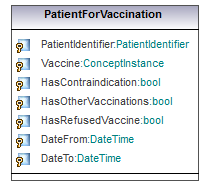 PatientForVaccination
PatientIdentifier:PatientIdentifier
Vaccine:ConceptInstance
HasContraindication:bool
HasOtherVaccinations:bool
HasRefusedVaccine:bool
DateFrom:DateTime
DateTo:DateTime